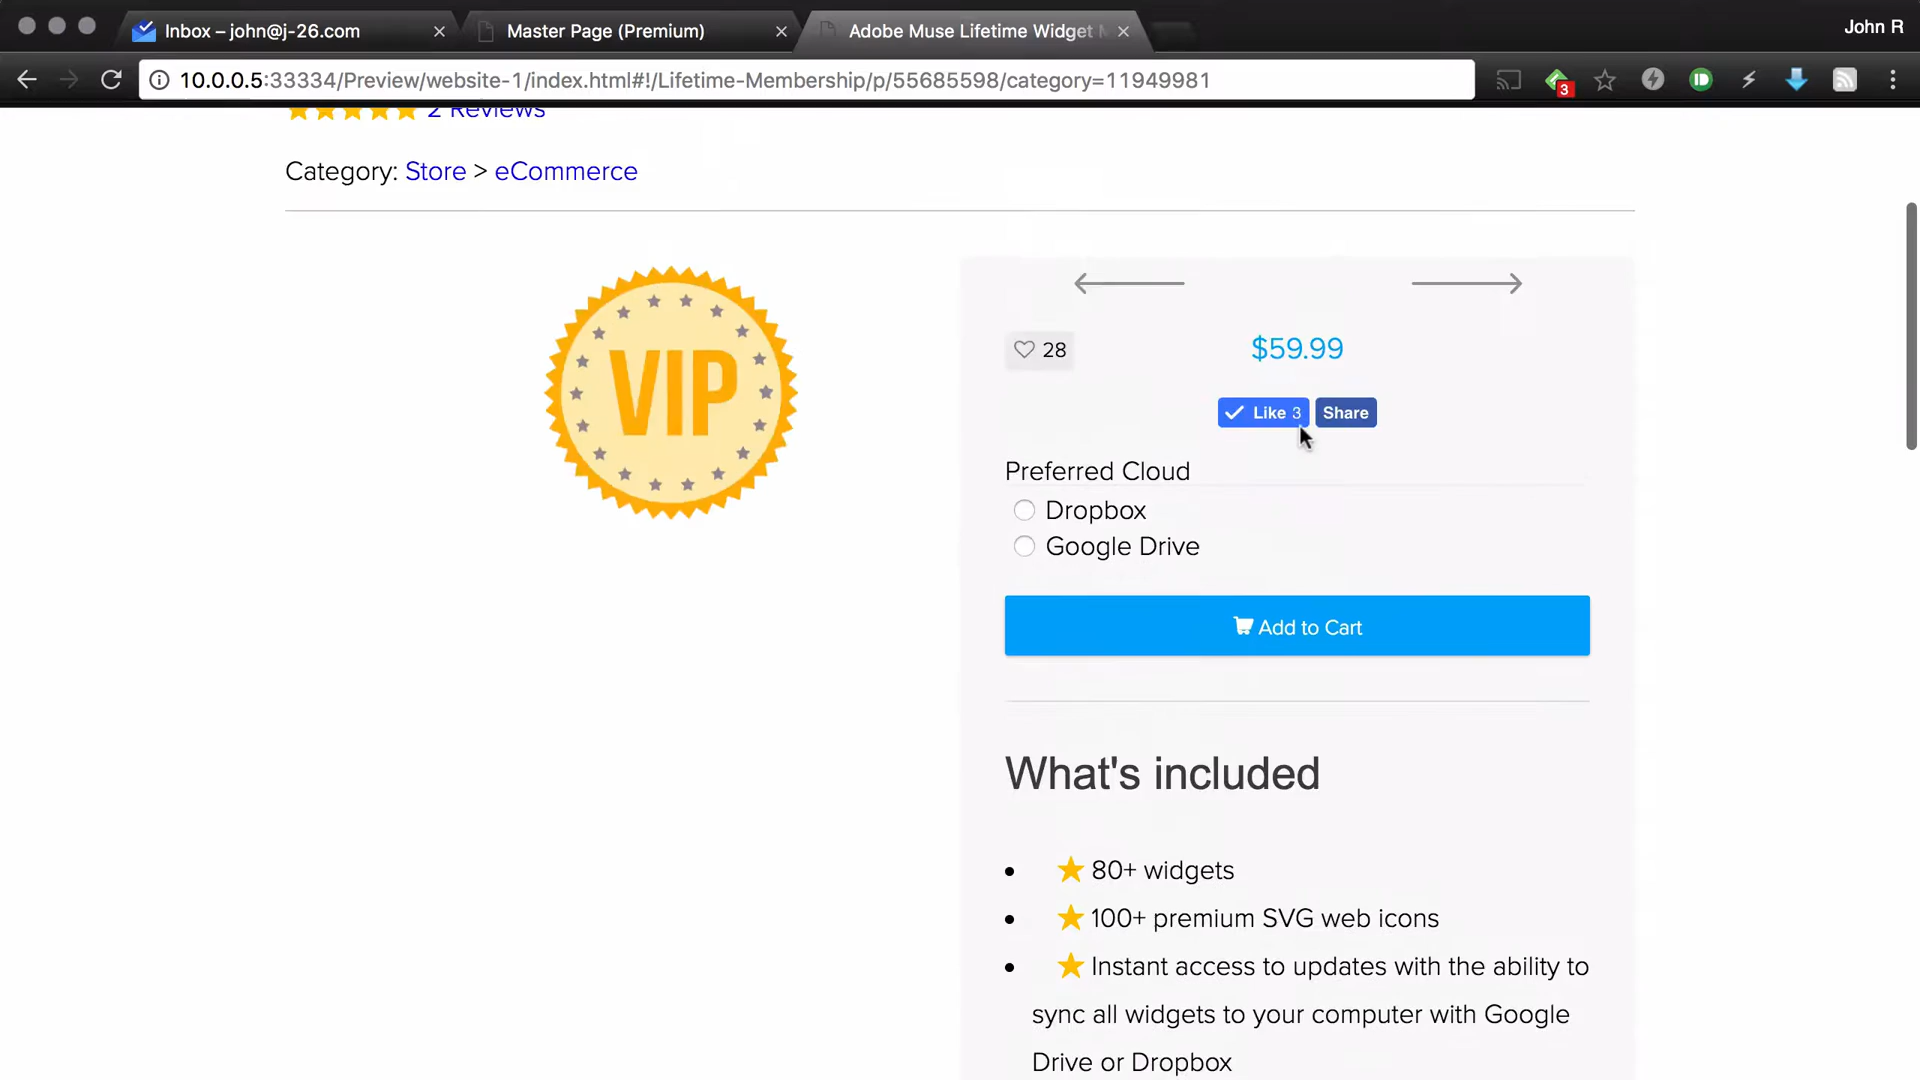 Inbox – john@j-26.com
Master Page (Premium)
Adobe Muse Lifetime Widget
John R
10.0.0.5:33334/Preview/website-1/index.html#!/Lifetime-Membership/p/55685598/category=11949981
3
2 Reviews
Category: Store > eCommerce
VIP
28
$59.99
Like 3
Share
Preferred Cloud
Dropbox
Google Drive
Add to Cart
What's included
80+ widgets
100+ premium SVG web icons
Instant access to updates with the ability to
sync all widgets to your computer with Google
Drive or Dropbox